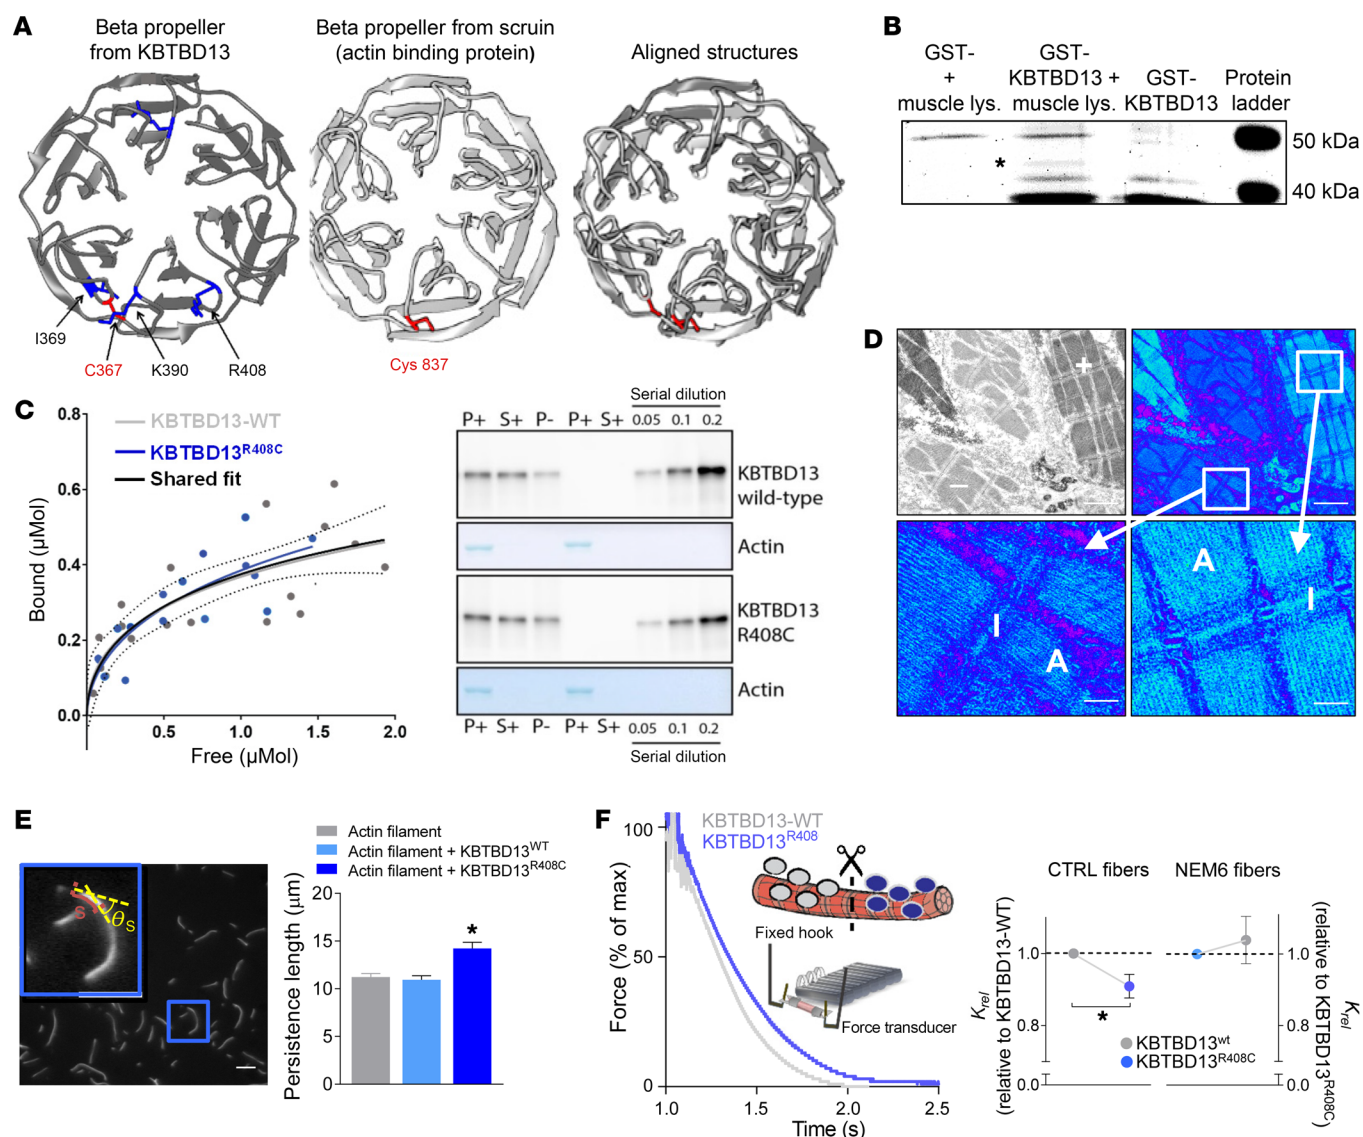 A
Beta propeller
from KBTBD13
Beta propeller from scruin
(actin binding protein)
Aligned structures
I369
C367
K390
R408
Cys 837
B
GST-
+
muscle lys.
GST-
KBTBD13 +
muscle lys.
GST-
KBTBD13
Protein
ladder
*
50 kDa
40 kDa
C
KBTBD13-WT
KBTBD13R408C
Shared fit
Bound (µMol)
0.8
0.6
0.4
0.2
0.0
0.5
1.0
1.5
2.0
Free (µMol)
Serial dilution
P+ S+ P- P+ S+ 0.05 0.1 0.2
KBTBD13
wild-type
Actin
KBTBD13
R408C
Actin
P+ S+ P- P+ S+ 0.05 0.1 0.2
Serial dilution
D
+
−
I
A
A
I
E
S
θS
Actin filament
Actin filament + KBTBD13WT
Actin filament + KBTBD13R408C
Persistence length (µm)
20
15
10
5
0
*
F
KBTBD13-WT
KBTBD13R408
Force (% of max)
100
50
0
1.0
1.5
2.0
2.5
Time (s)
Fixed hook
Force transducer
CTRL fibers
NEM6 fibers
Krel
(relative to KBTBD13-WT)
1.0
0.8
0.0
*
KBTBD13wt
KBTBD13R408C
1.0
0.8
0.0
Krel
(relative to KBTBD13R408C)